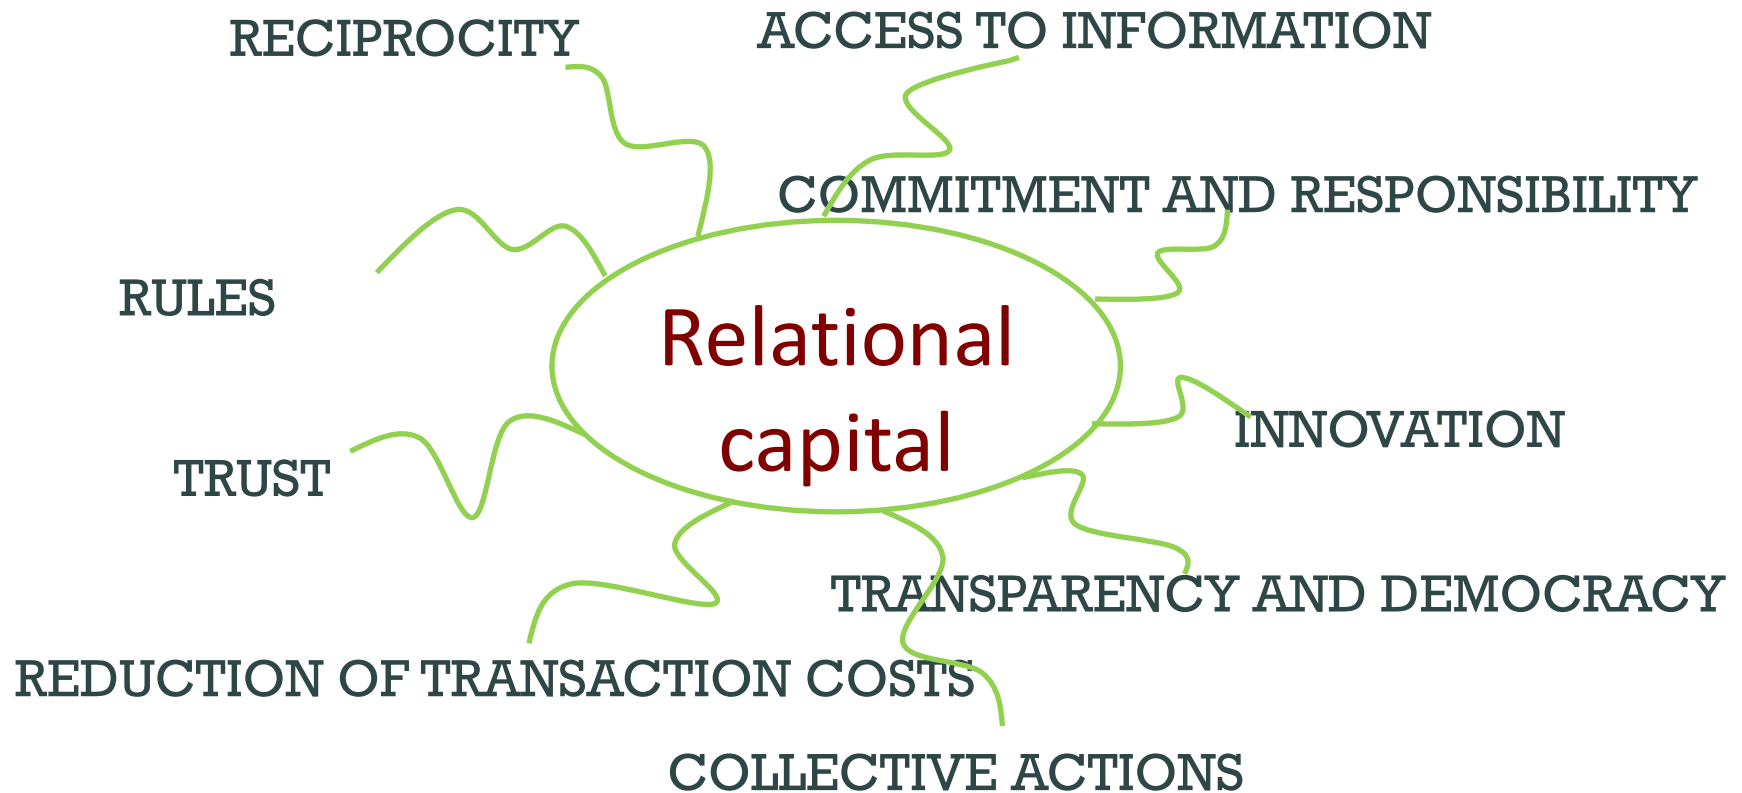 RECIPROCITY
ACCESS TO INFORMATION
COMMITMENT AND RESPONSIBILITY
RULES
Relational
capital
INNOVATION
TRUST
TRANSPARENCY AND DEMOCRACY
REDUCTION OF TRANSACTION COSTS
COLLECTIVE ACTIONS